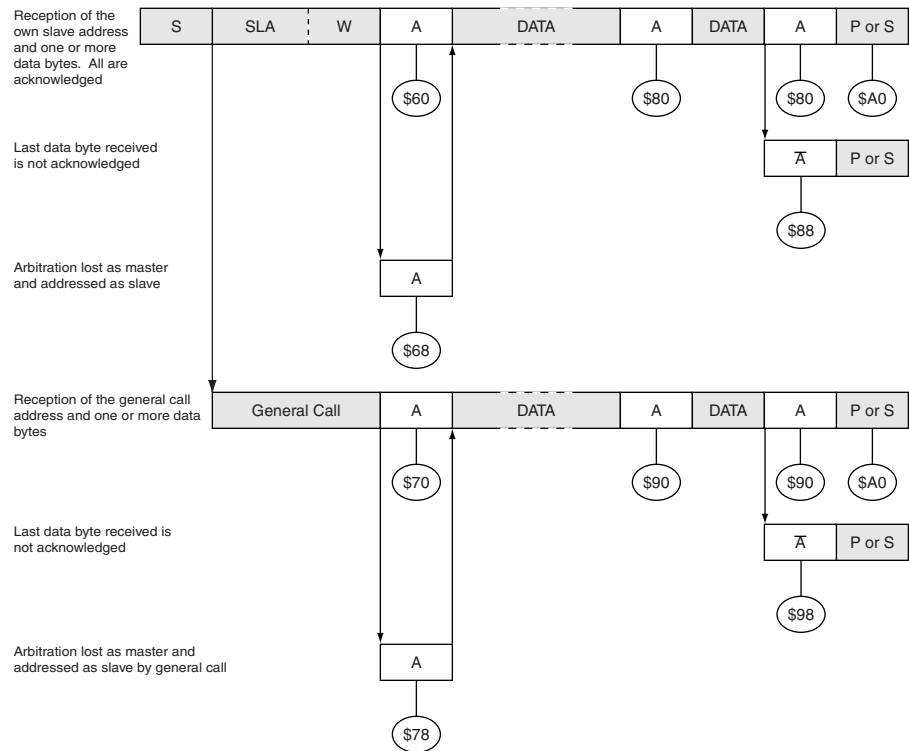 Reception of the
own slave address
and one or more
data bytes. All are
acknowledged
S SLA W A DATA A DATA A P or S
$60 $80 $80 $A0
Last data byte received
is not acknowledged
A̅ P or S
$88
Arbitration lost as master
and addressed as slave
A
$68
Reception of the general call
address and one or more data
bytes
General Call A DATA A DATA A P or S
$70 $90 $90 $A0
Last data byte received is
not acknowledged
A̅ P or S
$98
Arbitration lost as master and
addressed as slave by general call
A
$78